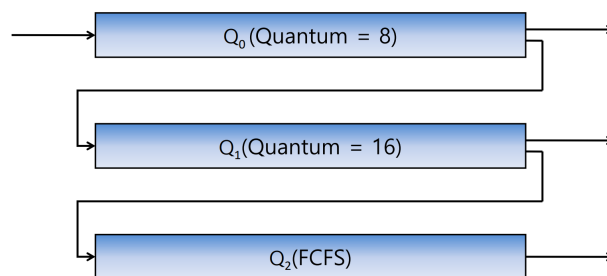 Q₀(Quantum = 8)
Q₁(Quantum = 16)
Q₂(FCFS)